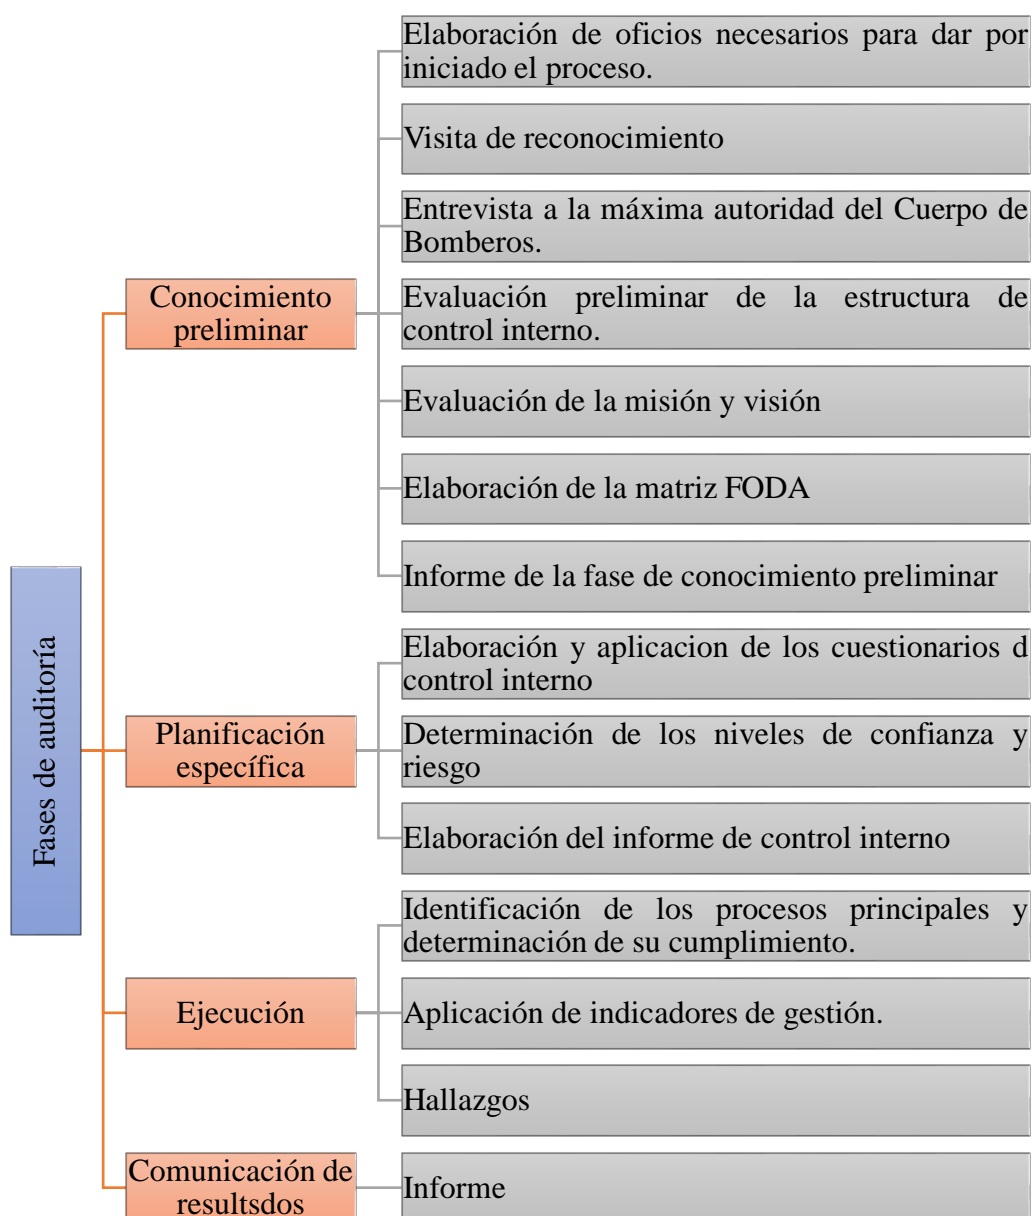 Fases de auditoría
Conocimiento
preliminar
Elaboración de oficios necesarios para dar por
iniciado el proceso.
Visita de reconocimiento
Entrevista a la máxima autoridad del Cuerpo de
Bomberos.
Evaluación preliminar de la estructura de
control interno.
Evaluación de la misión y visión
Elaboración de la matriz FODA
Informe de la fase de conocimiento preliminar
Planificación
específica
Elaboración y aplicacion de los cuestionarios d
control interno
Determinación de los niveles de confianza y
riesgo
Elaboración del informe de control interno
Ejecución
Identificación de los procesos principales y
determinación de su cumplimiento.
Aplicación de indicadores de gestión.
Hallazgos
Comunicación de
resultsdos
Informe